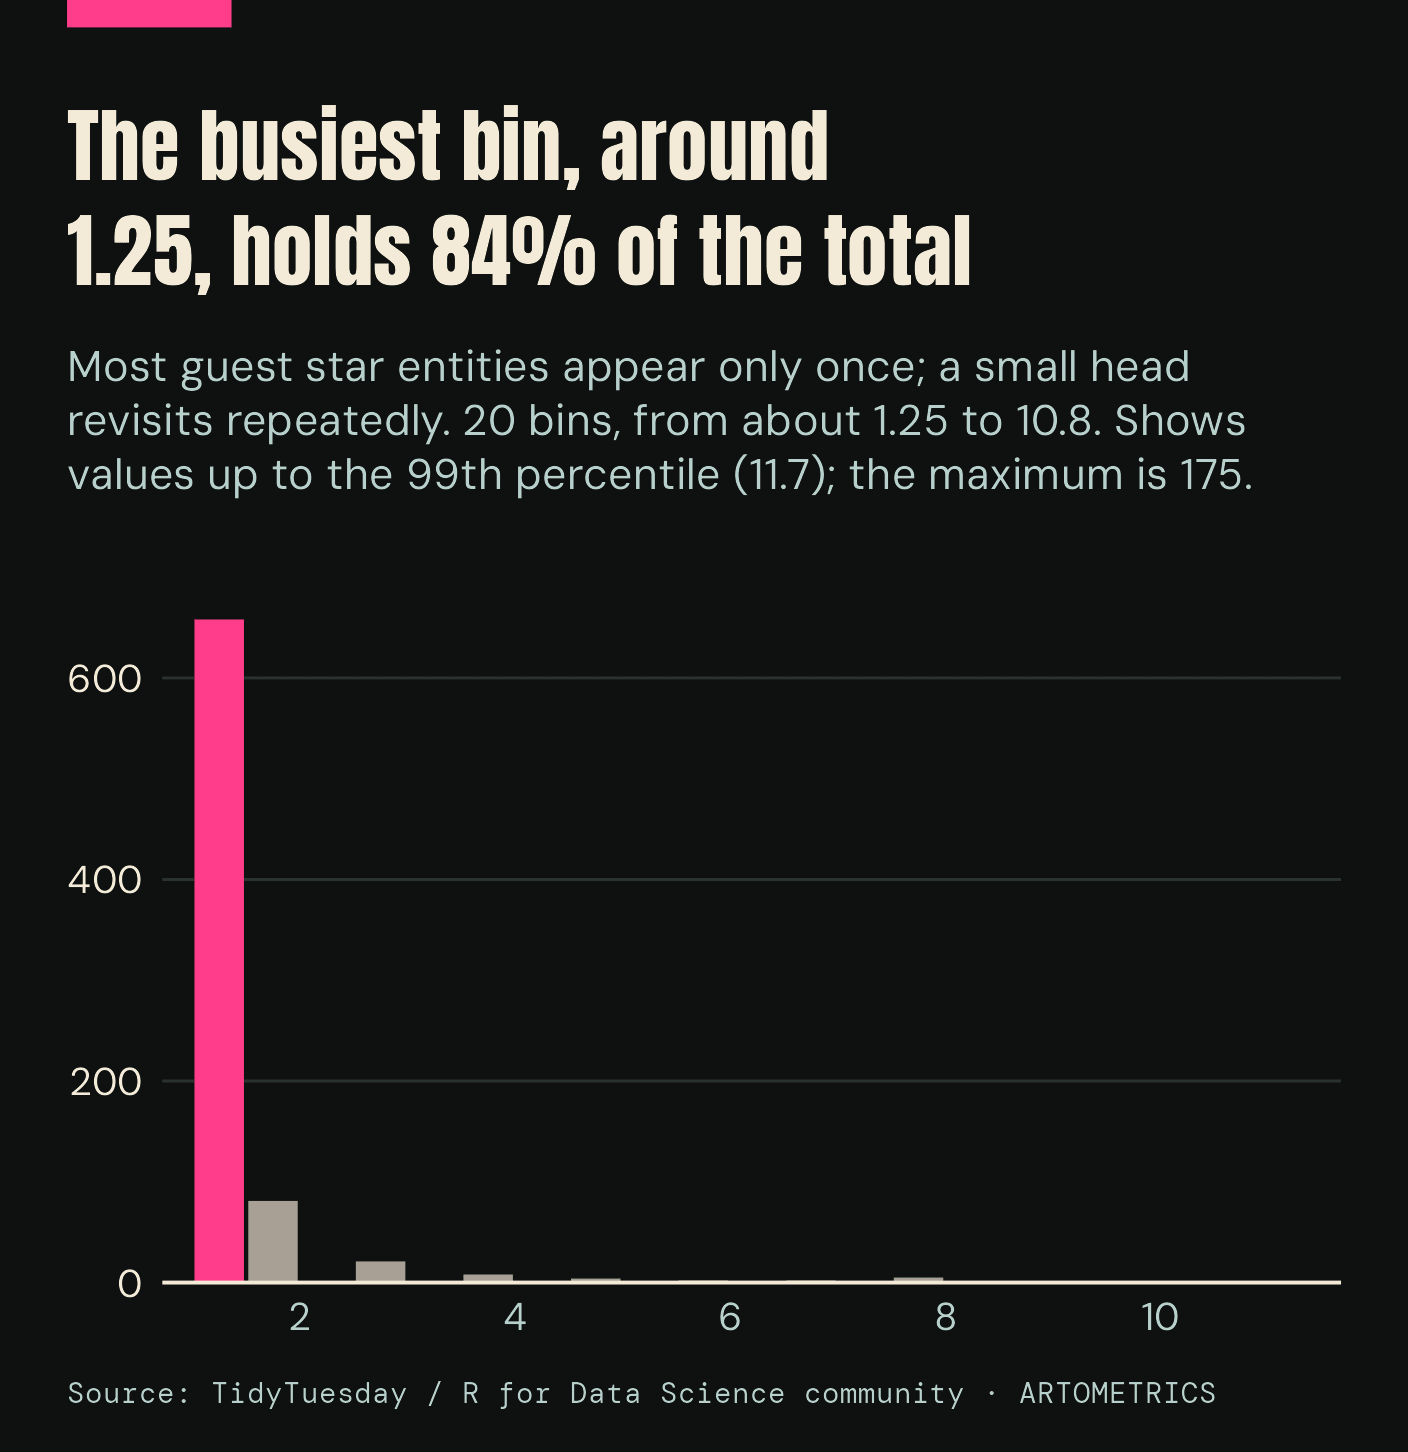 The busiest bin, around
1.25, holds 84% of the total
Most guest star entities appear only once; a small head
revisits repeatedly. 20 bins, from about 1.25 to 10.8. Shows
values up to the 99th percentile (11.7); the maximum is 175.
600
400
200
0
2 4 6 8 10
Source: TidyTuesday / R for Data Science community · ARTOMETRICS